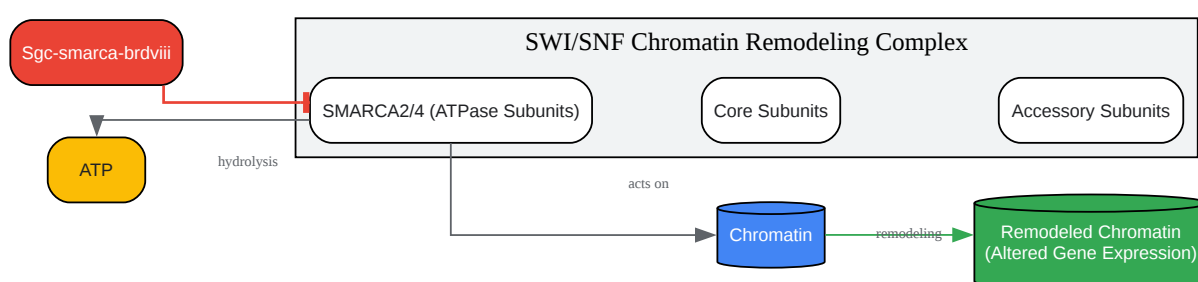 Sgc-smarca-brdviii
SWI/SNF Chromatin Remodeling Complex
SMARCA2/4 (ATPase Subunits)
Core Subunits
Accessory Subunits
ATP
hydrolysis
acts on
Chromatin
remodeling
Remodeled Chromatin
(Altered Gene Expression)